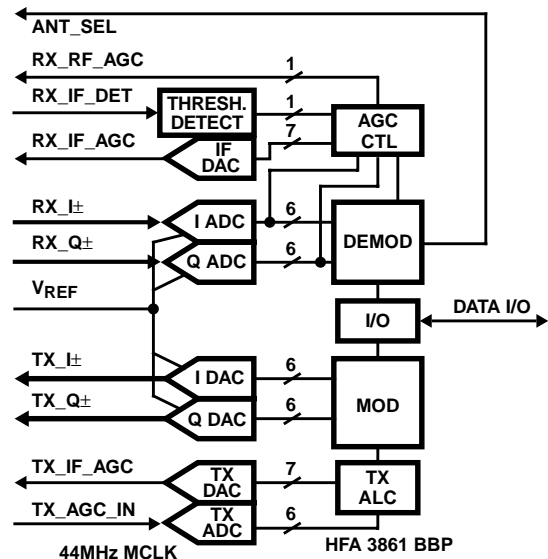 ANT_SEL
RX_RF_AGC
1
RX_IF_DET
THRESH.
DETECT
1
AGC
CTL
RX_IF_AGC
IF
DAC
7
RX_I±
I ADC
6
RX_Q±
Q ADC
6
DEMOD
VREF
I/O
DATA I/O
TX_I±
I DAC
6
TX_Q±
Q DAC
6
MOD
TX_IF_AGC
TX
DAC
7
TX
ALC
TX_AGC_IN
TX
ADC
6
44MHz MCLK
HFA 3861 BBP